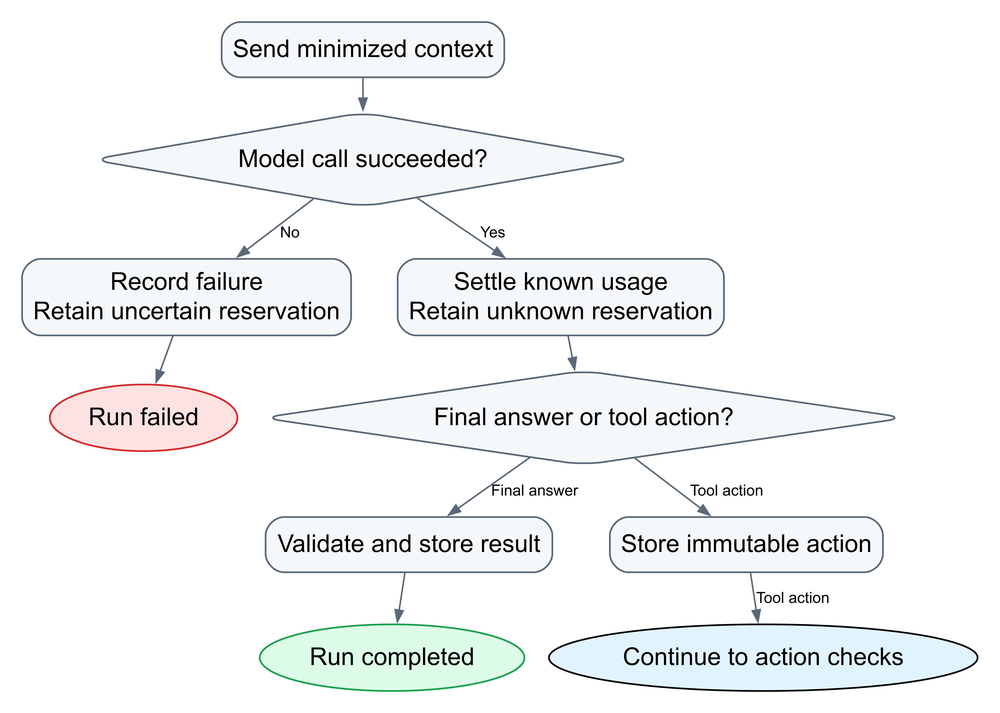 Send minimized context
Model call succeeded?
No
Yes
Record failure
Retain uncertain reservation
Settle known usage
Retain unknown reservation
Run failed
Final answer or tool action?
Final answer
Tool action
Validate and store result
Store immutable action
Tool action
Run completed
Continue to action checks